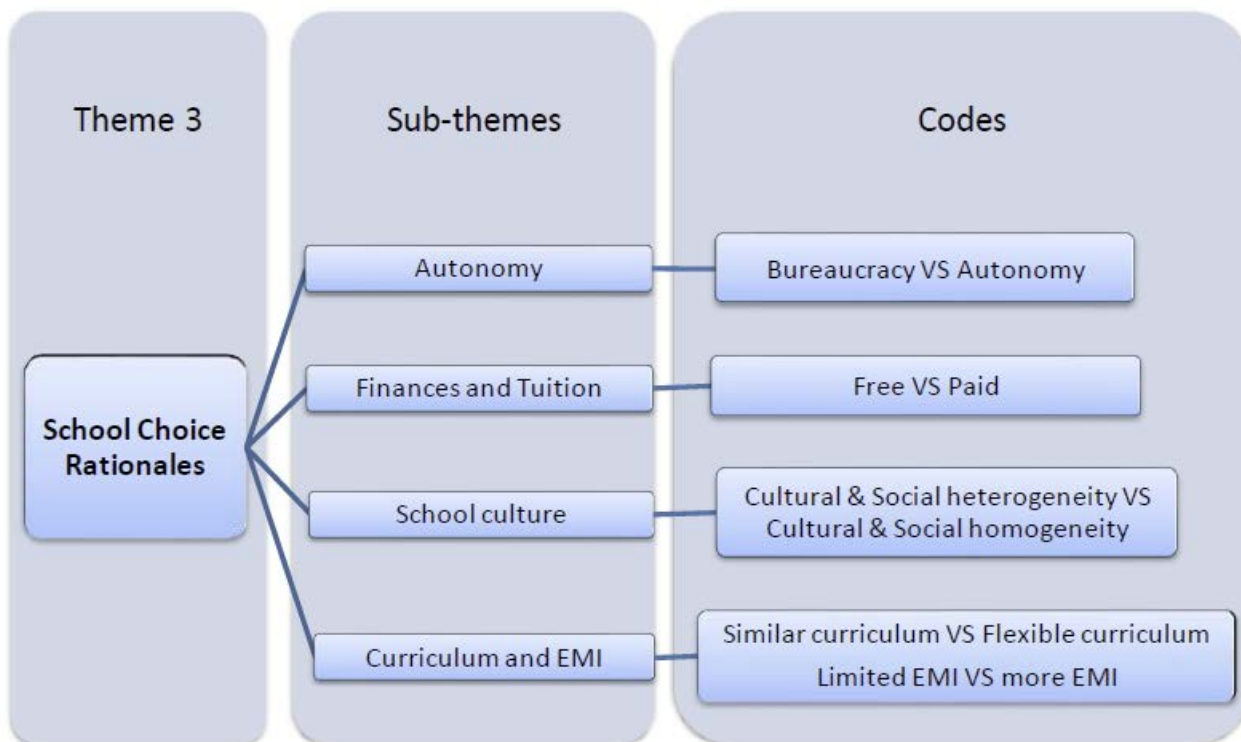 Theme 3
Sub-themes
Codes
School Choice
Rationales
Autonomy
Bureaucracy VS Autonomy
Finances and Tuition
Free VS Paid
School culture
Cultural & Social heterogeneity VS
Cultural & Social homogeneity
Curriculum and EMI
Similar curriculum VS Flexible curriculum
Limited EMI VS more EMI